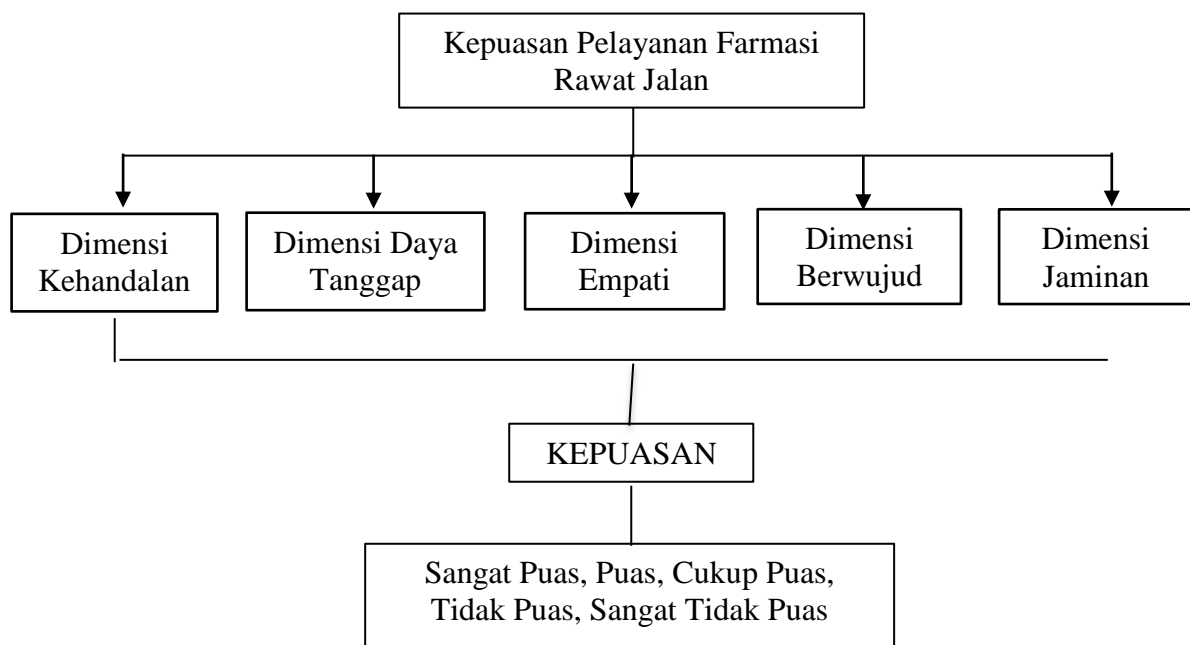 Kepuasan Pelayanan Farmasi
Rawat Jalan
Dimensi
Kehandalan
Dimensi Daya
Tanggap
Dimensi
Empati
Dimensi
Berwujud
Dimensi
Jaminan
KEPUASAN
Sangat Puas, Puas, Cukup Puas,
Tidak Puas, Sangat Tidak Puas